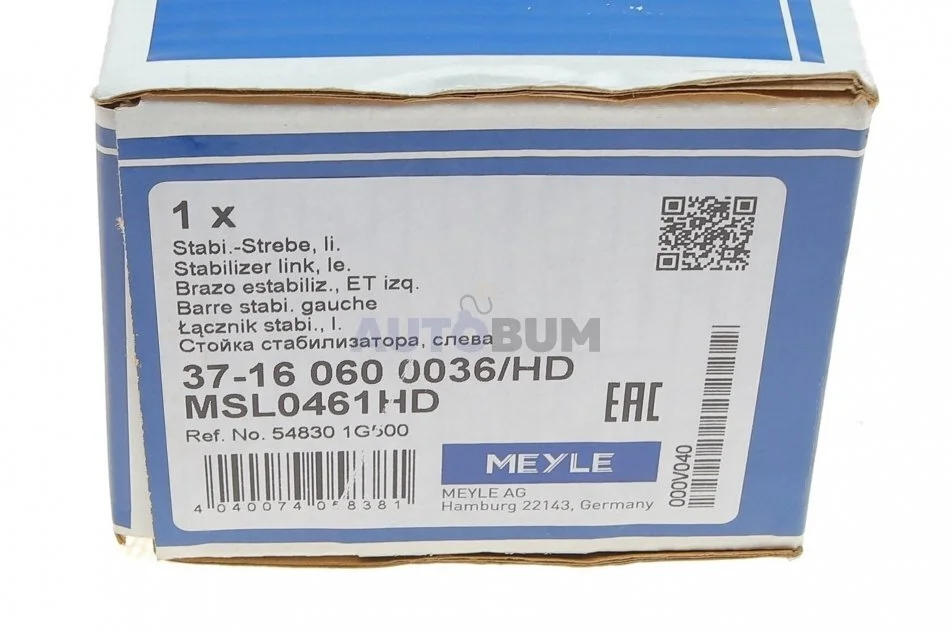 1 x
Stabi.-Strebe, li.
Stabilizer link, le.
Brazo estabiliz., ET izq.
Barre stabi. gauche
Łącznik stabi., l.
Стойка стабилизатора, слева
AUTOBUM
37-16 060 0036/HD
MSL0461HD
EAC
Ref. No. 54830 1G500
MEYLE
MEYLE AG
Hamburg 22143, Germany
000V040